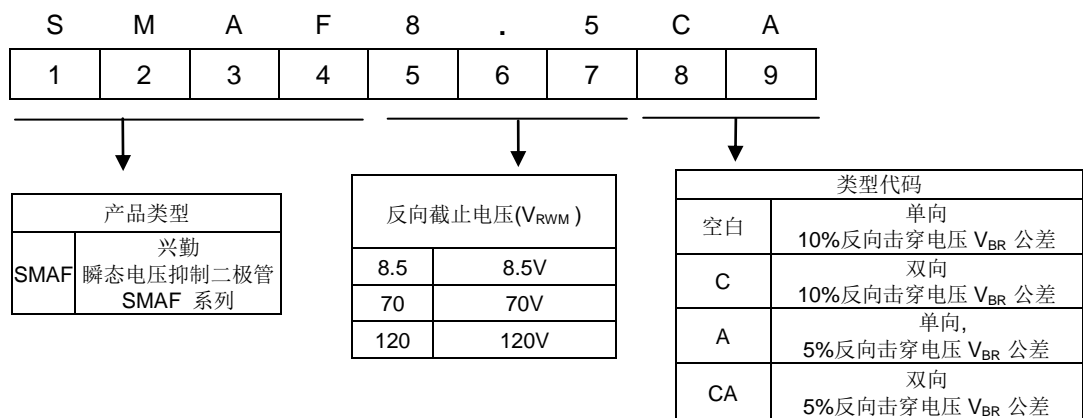 S M A F 8 . 5 C A
1 2 3 4 5 6 7 8 9
产品类型
SMAF
兴勤
瞬态电压抑制二极管
SMAF 系列
反向截止电压(VRWM )
8.5 8.5V
70 70V
120 120V
类型代码
空白
单向
10%反向击穿电压 VBR 公差
C
双向
10%反向击穿电压 VBR 公差
A
单向,
5%反向击穿电压 VBR 公差
CA
双向
5%反向击穿电压 VBR 公差